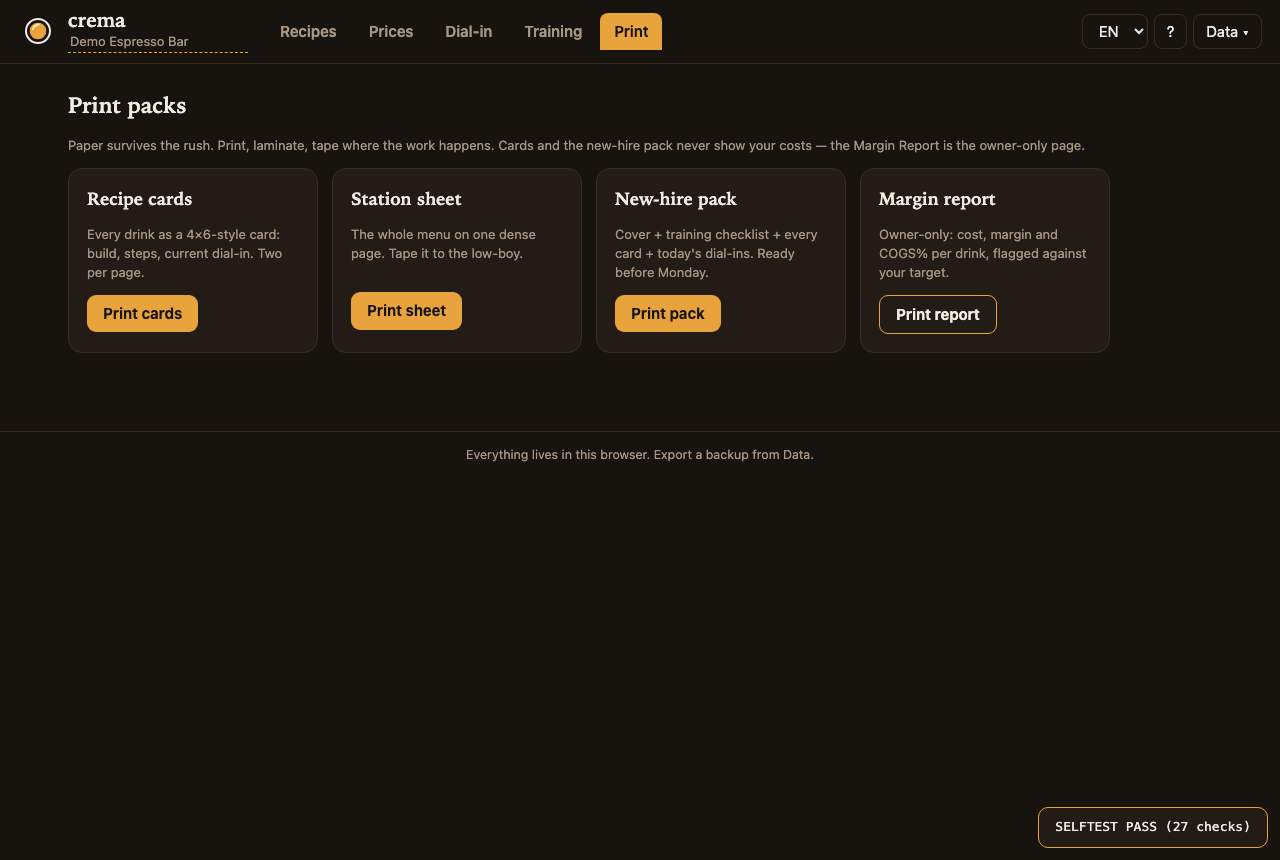 crema
Demo Espresso Bar
Recipes
Prices
Dial-in
Training
Print
EN
?
Data ▾
Print packs
Paper survives the rush. Print, laminate, tape where the work happens. Cards and the new-hire pack never show your costs — the Margin Report is the owner-only page.
Recipe cards
Every drink as a 4×6-style card:
build, steps, current dial-in. Two
per page.
Print cards
Station sheet
The whole menu on one dense
page. Tape it to the low-boy.
Print sheet
New-hire pack
Cover + training checklist + every
card + today's dial-ins. Ready
before Monday.
Print pack
Margin report
Owner-only: cost, margin and
COGS% per drink, flagged against
your target.
Print report
Everything lives in this browser. Export a backup from Data.
SELFTEST PASS (27 checks)